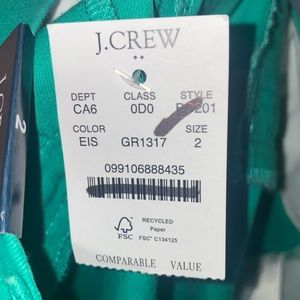 J.CREW
DEPT CLASS STYLE
CA6 0D0
COLOR SIZE
EIS GR1317 2
099106888435
FSC
RECYCLED
Paper
FSC® C134125
COMPARABLE VALUE
2